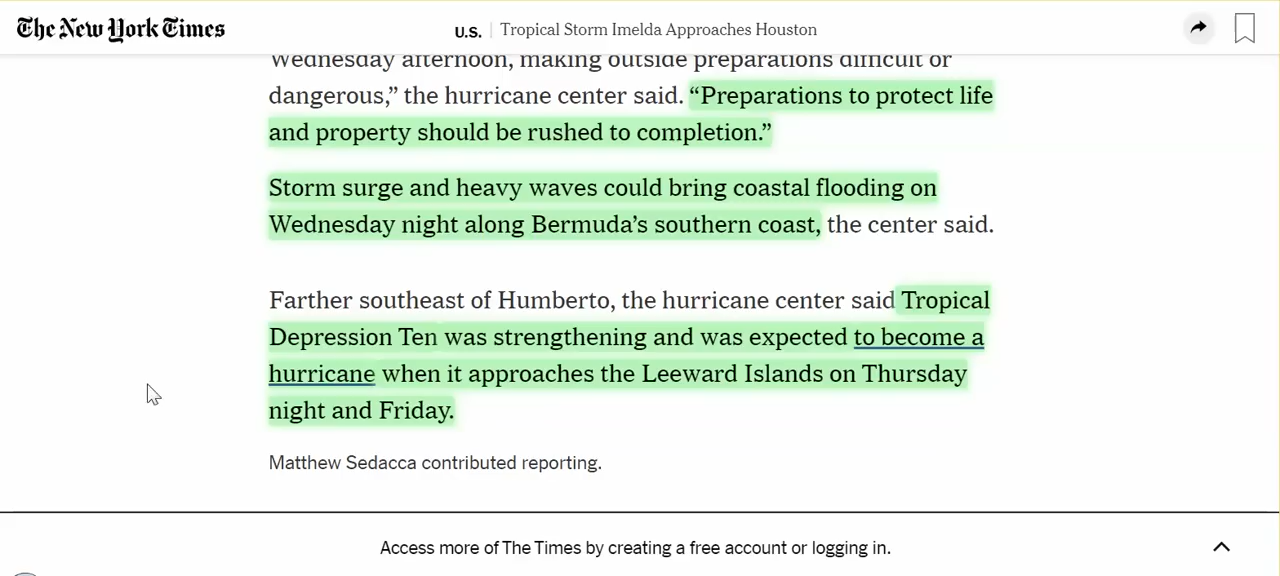 The New York Times
U.S. | Tropical Storm Imelda Approaches Houston
Wednesday afternoon, making outside preparations difficult or
dangerous,” the hurricane center said. “Preparations to protect life
and property should be rushed to completion.”
Storm surge and heavy waves could bring coastal flooding on
Wednesday night along Bermuda’s southern coast, the center said.
Farther southeast of Humberto, the hurricane center said Tropical
Depression Ten was strengthening and was expected to become a
hurricane when it approaches the Leeward Islands on Thursday
night and Friday.
Matthew Sedacca contributed reporting.
Access more of The Times by creating a free account or logging in.